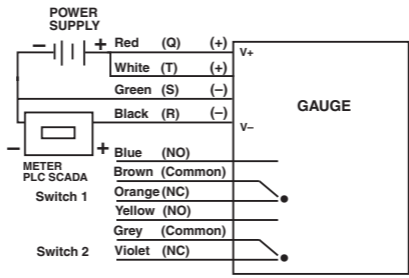 POWER
SUPPLY
– +
Red (Q) (+)
V+
White (T) (+)
Green (S) (–)
GAUGE
Black (R) (–)
V–
– +
METER
PLC SCADA
Blue (NO)
Brown (Common)
Switch 1
Orange (NC)
Yellow (NO)
Grey (Common)
Switch 2
Violet (NC)